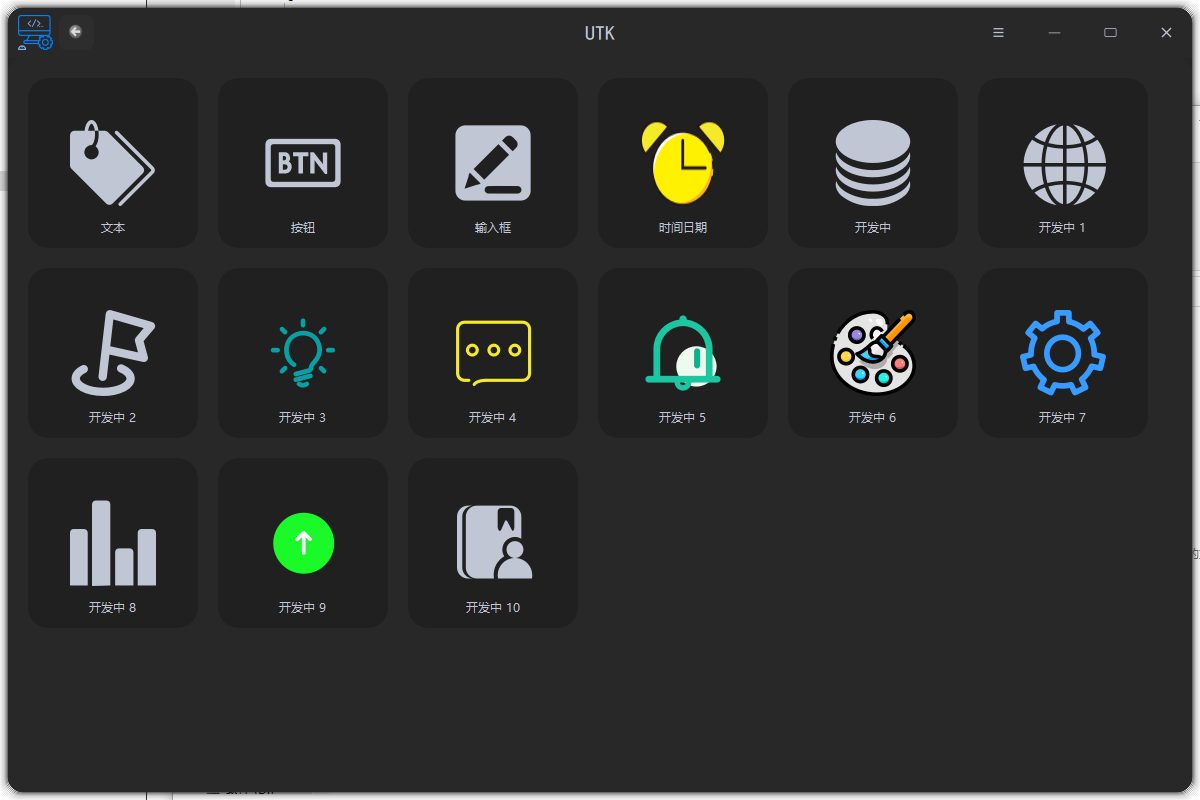 UTK
文本
BTN
按钮
输入框
时间日期
开发中
开发中 1
开发中 2
开发中 3
开发中 4
开发中 5
开发中 6
开发中 7
开发中 8
开发中 9
开发中 10